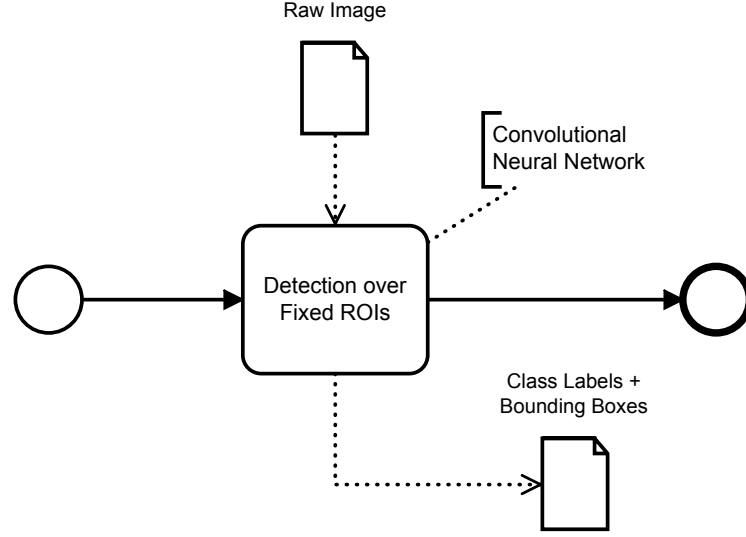 Raw Image
Convolutional
Neural Network
Detection over
Fixed ROIs
Class Labels +
Bounding Boxes